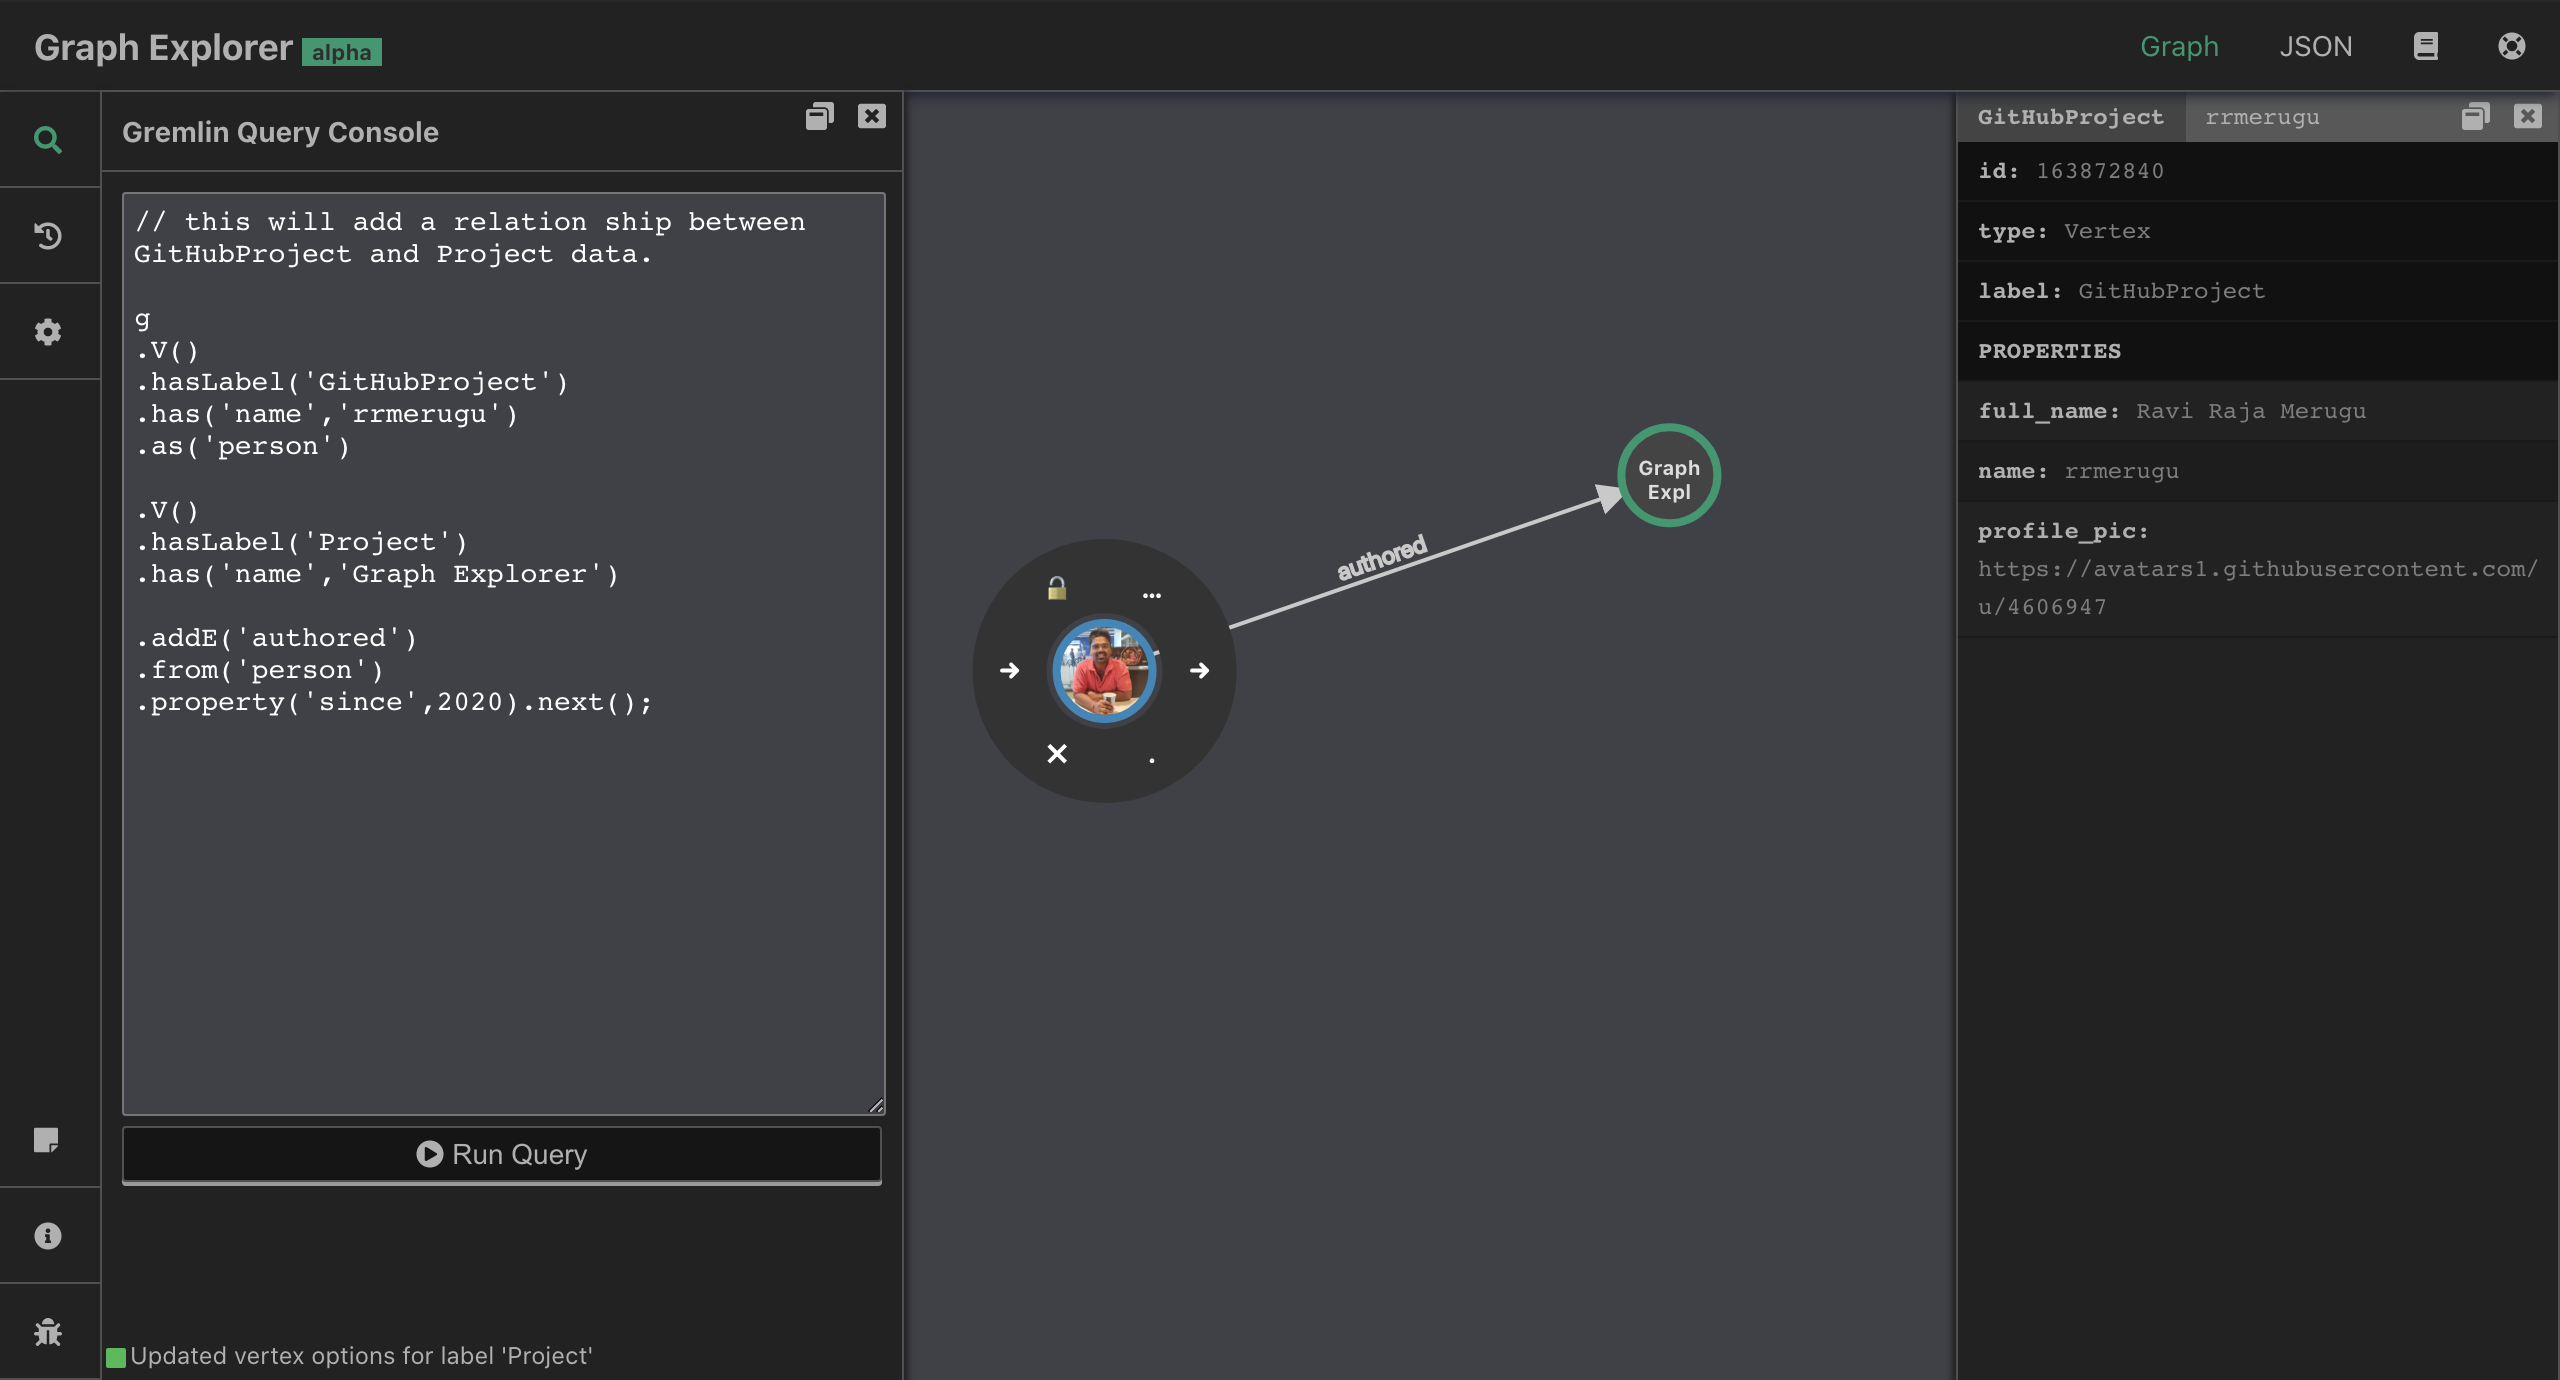 Graph Explorer alpha
Graph JSON
Gremlin Query Console
// this will add a relation ship between
GitHubProject and Project data.
g
.V()
.hasLabel('GitHubProject')
.has('name','rrmerugu')
.as('person')
.V()
.hasLabel('Project')
.has('name','Graph Explorer')
.addE('authored')
.from('person')
.property('since',2020).next();
Run Query
Updated vertex options for label 'Project'
authored
Graph
Expl
...
.
GitHubProject rrmerugu
id: 163872840
type: Vertex
label: GitHubProject
PROPERTIES
full_name: Ravi Raja Merugu
name: rrmerugu
profile_pic:
https://avatars1.githubusercontent.com/
u/4606947